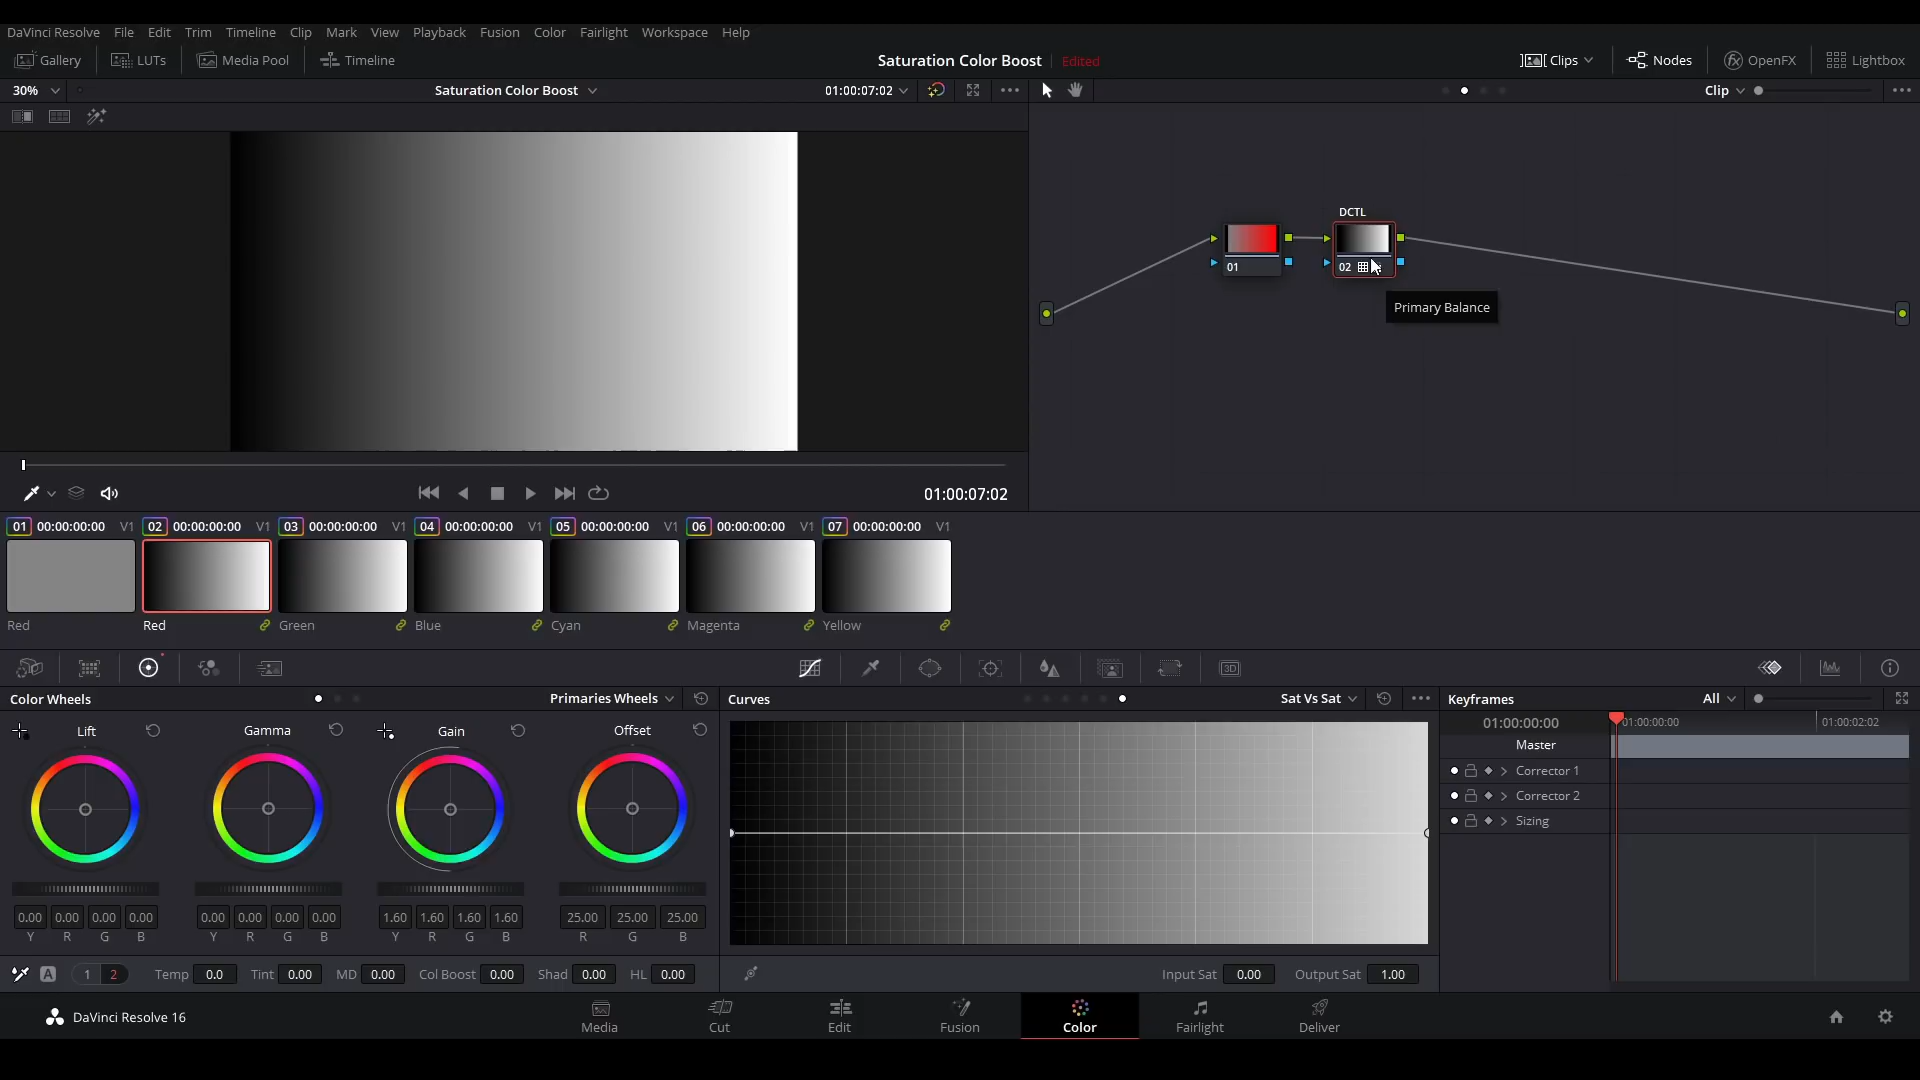 DaVinci Resolve File Edit Trim Timeline Clip Mark View Playback Fusion Color Fairlight Workspace Help
Gallery LUTs Media Pool Timeline Saturation Color Boost Edited Clips Nodes OpenFX Lightbox
30% Saturation Color Boost 01:00:07:02 Clip
DCTL
01 02
Primary Balance
01:00:07:02
01 00:00:00:00 V1 02 00:00:00:00 V1 03 00:00:00:00 V1 04 00:00:00:00 V1 05 00:00:00:00 V1 06 00:00:00:00 V1 07 00:00:00:00 V1
Red Red Green Blue Cyan Magenta Yellow
3D
Color Wheels Primaries Wheels Curves Sat Vs Sat Keyframes All
01:00:00:00 01:00:00:00 01:00:02:02
Lift Gamma Gain Offset
Master
Corrector 1
Corrector 2
Sizing
0.00 0.00 0.00 0.00 0.00 0.00 0.00 0.00 1.60 1.60 1.60 1.60 25.00 25.00 25.00
Y R G B Y R G B Y R G B R G B
A 1 2 Temp 0.0 Tint 0.00 MD 0.00 Col Boost 0.00 Shad 0.00 HL 0.00 Input Sat 0.00 Output Sat 1.00
DaVinci Resolve 16 Media Cut Edit Fusion Color Fairlight Deliver